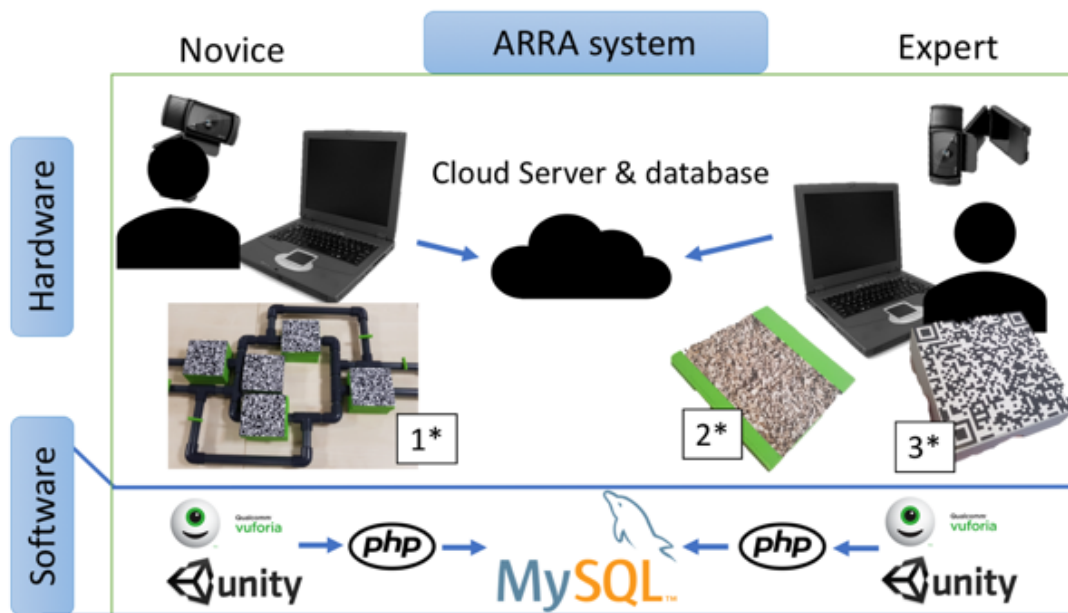 Novice
ARRA system
Expert
Hardware
Cloud Server & database
1*
2*
3*
Software
Qualcomm
vuforia
php
MySQL™
php
Qualcomm
vuforia
unity
unity